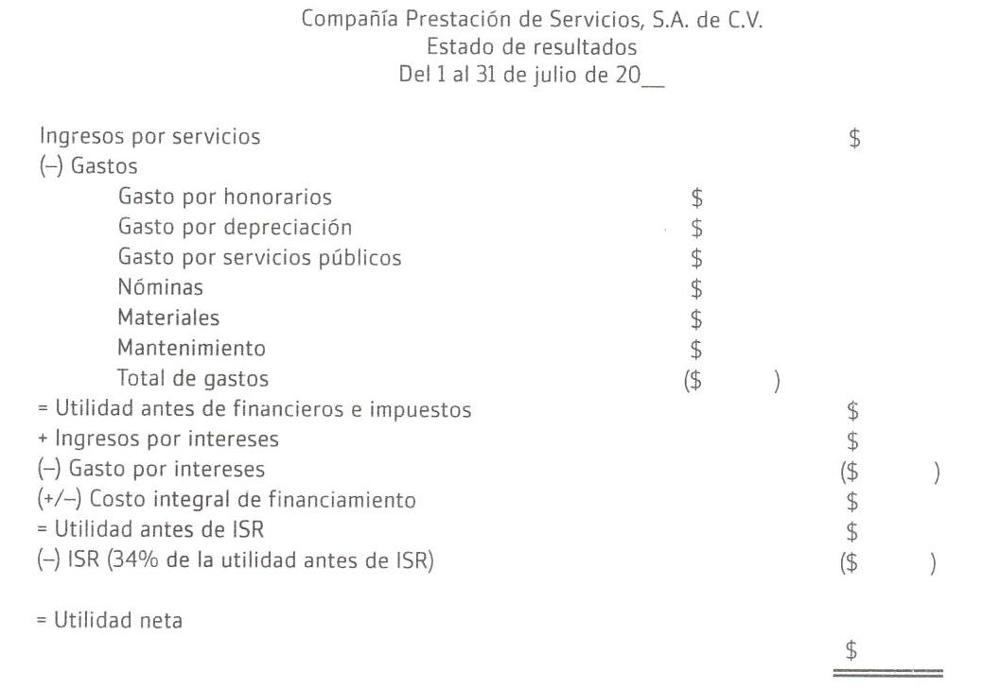 Compañía Prestación de Servicios, S.A. de C.V.
Estado de resultados
Del 1 al 31 de julio de 20__
Ingresos por servicios $
(–) Gastos
Gasto por honorarios $
Gasto por depreciación $
Gasto por servicios públicos $
Nóminas $
Materiales $
Mantenimiento $
Total de gastos ($ )
= Utilidad antes de financieros e impuestos $
+ Ingresos por intereses $
(–) Gasto por intereses ($ )
(+/–) Costo integral de financiamiento $
= Utilidad antes de ISR $
(–) ISR (34% de la utilidad antes de ISR) ($ )
= Utilidad neta
$